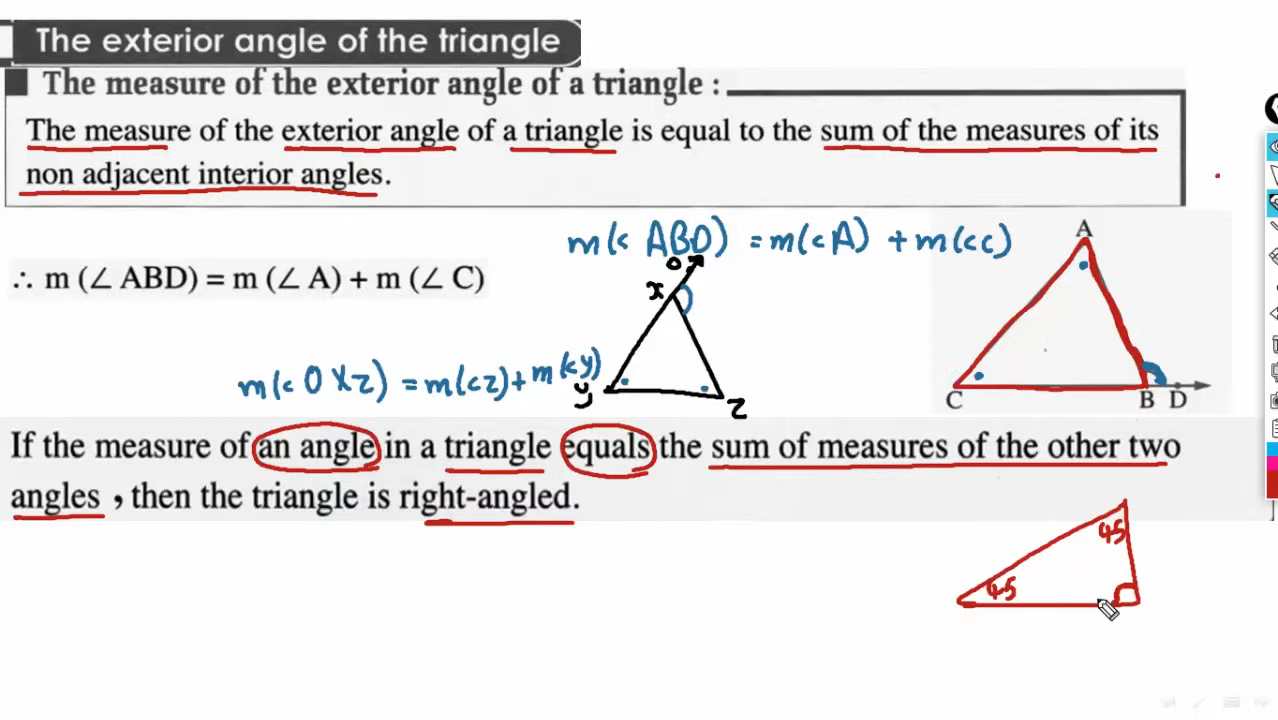 The exterior angle of the triangle
The measure of the exterior angle of a triangle :
The measure of the exterior angle of a triangle is equal to the sum of the measures of its
non adjacent interior angles.
m(< ABD) = m(<A) + m(<C)
∴ m (∠ ABD) = m (∠ A) + m (∠ C)
O
X
A
m(< OXZ) = m(<Z) + m(<y)
y
Z
C
B D
If the measure of an angle in a triangle equals the sum of measures of the other two
angles , then the triangle is right-angled.
45
45